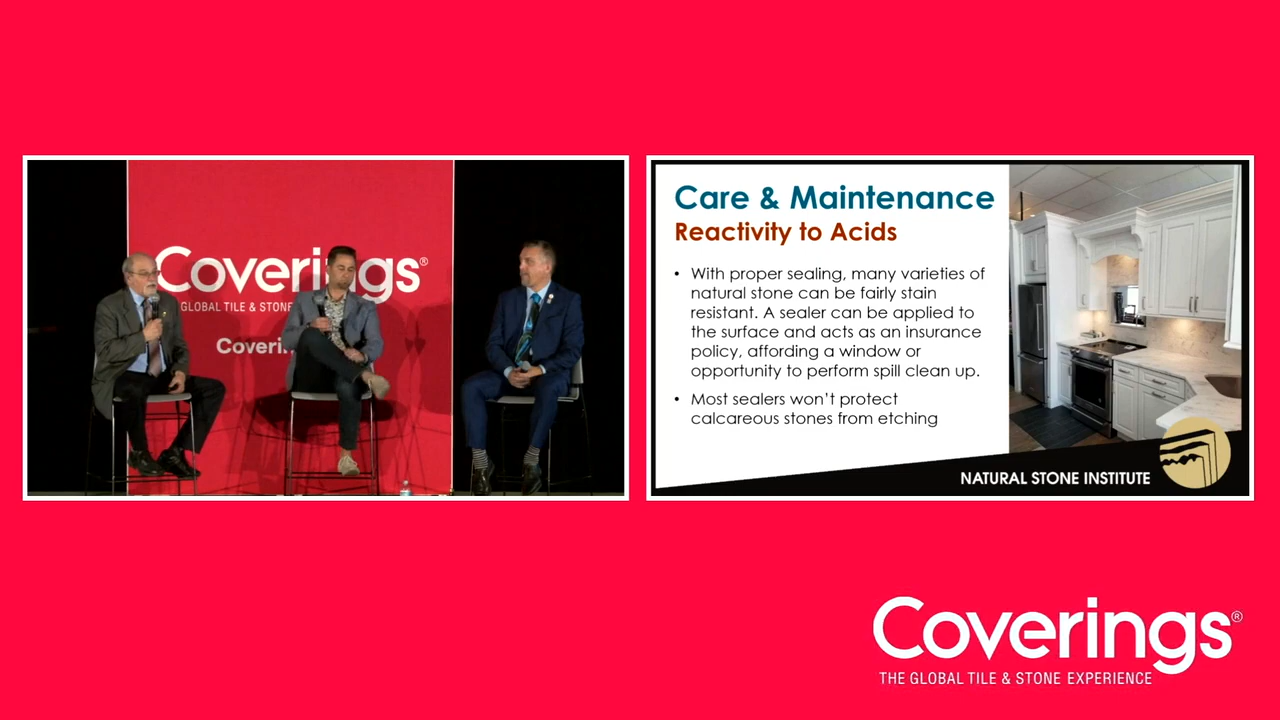 Coverings®
GLOBAL TILE & STONE
Coverin
Care & Maintenance
Reactivity to Acids
• With proper sealing, many varieties of
natural stone can be fairly stain
resistant. A sealer can be applied to
the surface and acts as an insurance
policy, affording a window or
opportunity to perform spill clean up.
• Most sealers won't protect
calcareous stones from etching
NATURAL STONE INSTITUTE
Coverings®
THE GLOBAL TILE & STONE EXPERIENCE